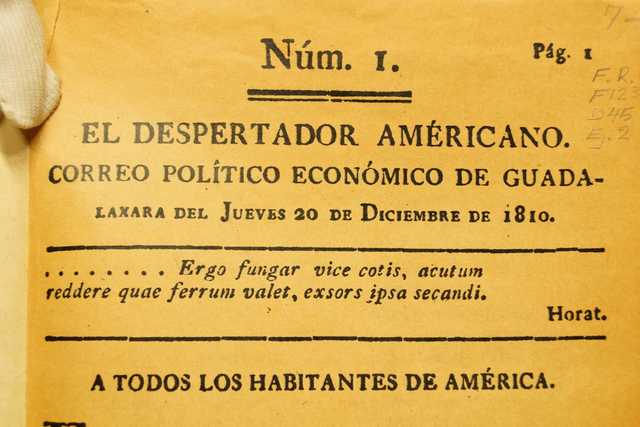 Núm. 1.
Pág. 1
7-
F.R.
F123
D45
Ej. 2
EL DESPERTADOR AMÉRICANO.
CORREO POLÍTICO ECONÓMICO DE GUADA-
LAXARA DEL JUEVES 20 DE DICIEMBRE DE 1810.
........ Ergo fungar vice cotis, acutum
reddere quae ferrum valet, exsors ipsa secandi.
Horat.
A TODOS LOS HABITANTES DE AMÉRICA.